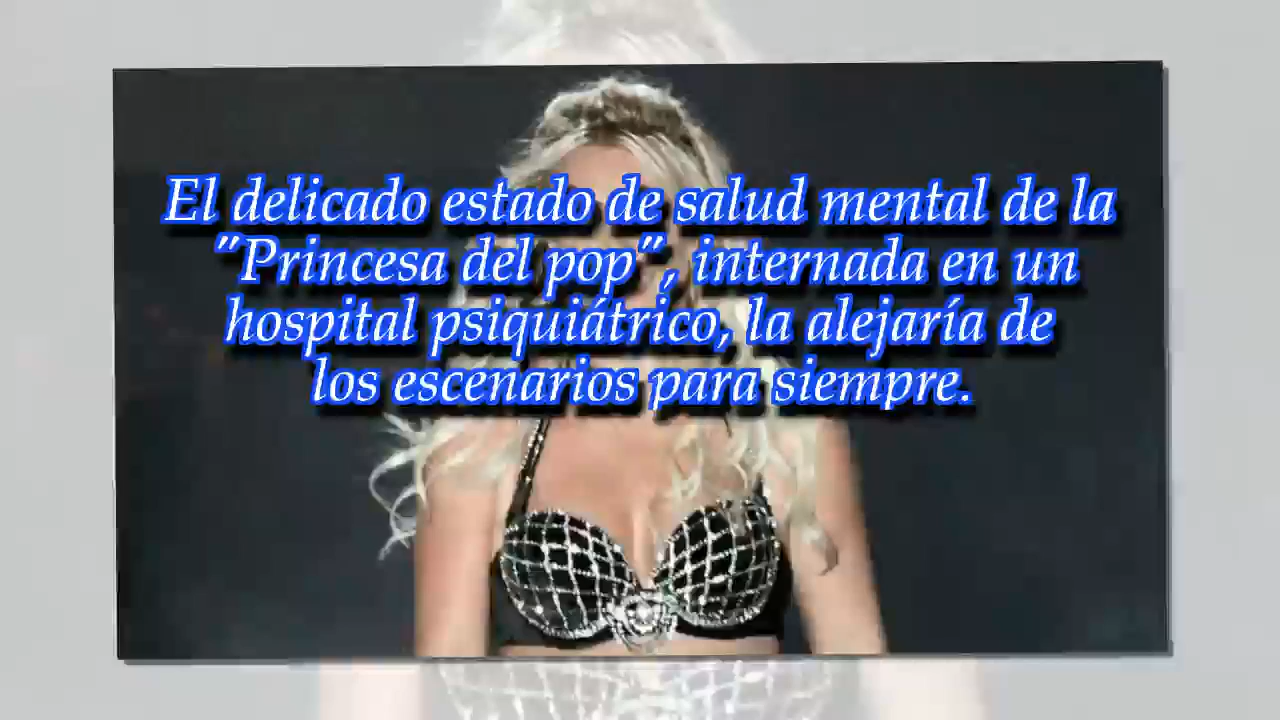 El delicado estado de salud mental de la
"Princesa del pop", internada en un
hospital psiquiátrico, la alejaría de
los escenarios para siempre.